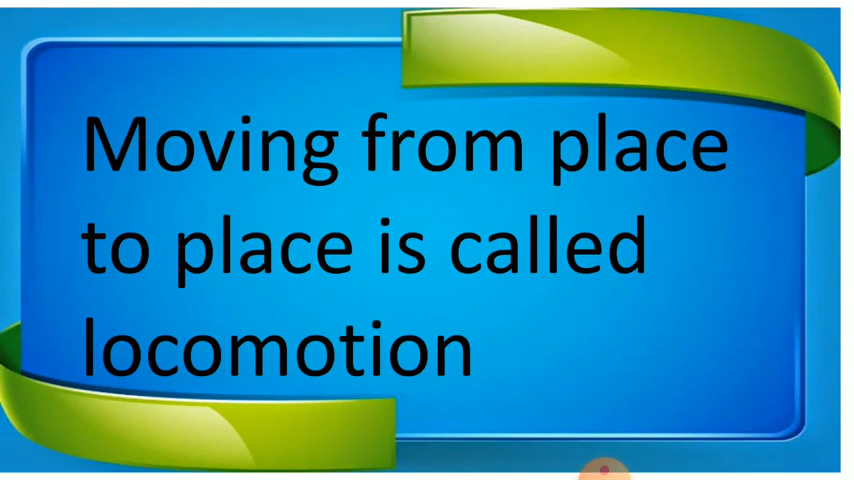 Moving from place
to place is called
locomotion